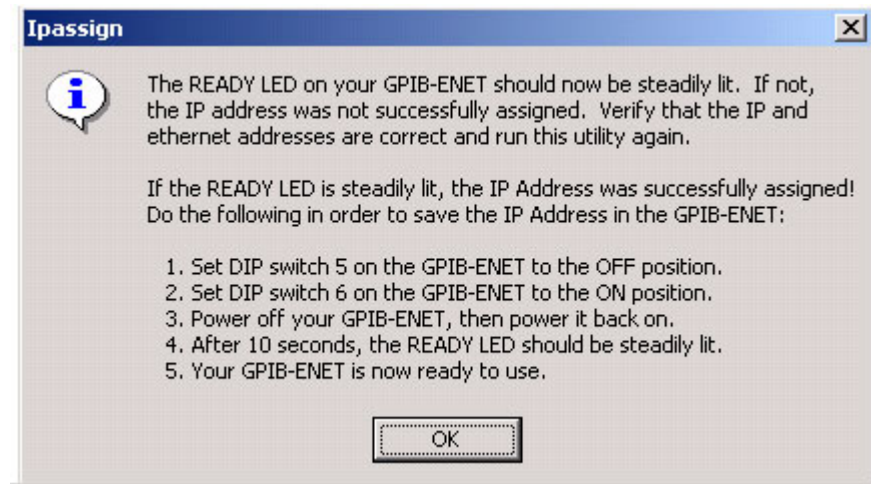 Ipassign
The READY LED on your GPIB-ENET should now be steadily lit. If not,
the IP address was not successfully assigned. Verify that the IP and
ethernet addresses are correct and run this utility again.
If the READY LED is steadily lit, the IP Address was successfully assigned!
Do the following in order to save the IP Address in the GPIB-ENET:
1. Set DIP switch 5 on the GPIB-ENET to the OFF position.
2. Set DIP switch 6 on the GPIB-ENET to the ON position.
3. Power off your GPIB-ENET, then power it back on.
4. After 10 seconds, the READY LED should be steadily lit.
5. Your GPIB-ENET is now ready to use.
OK